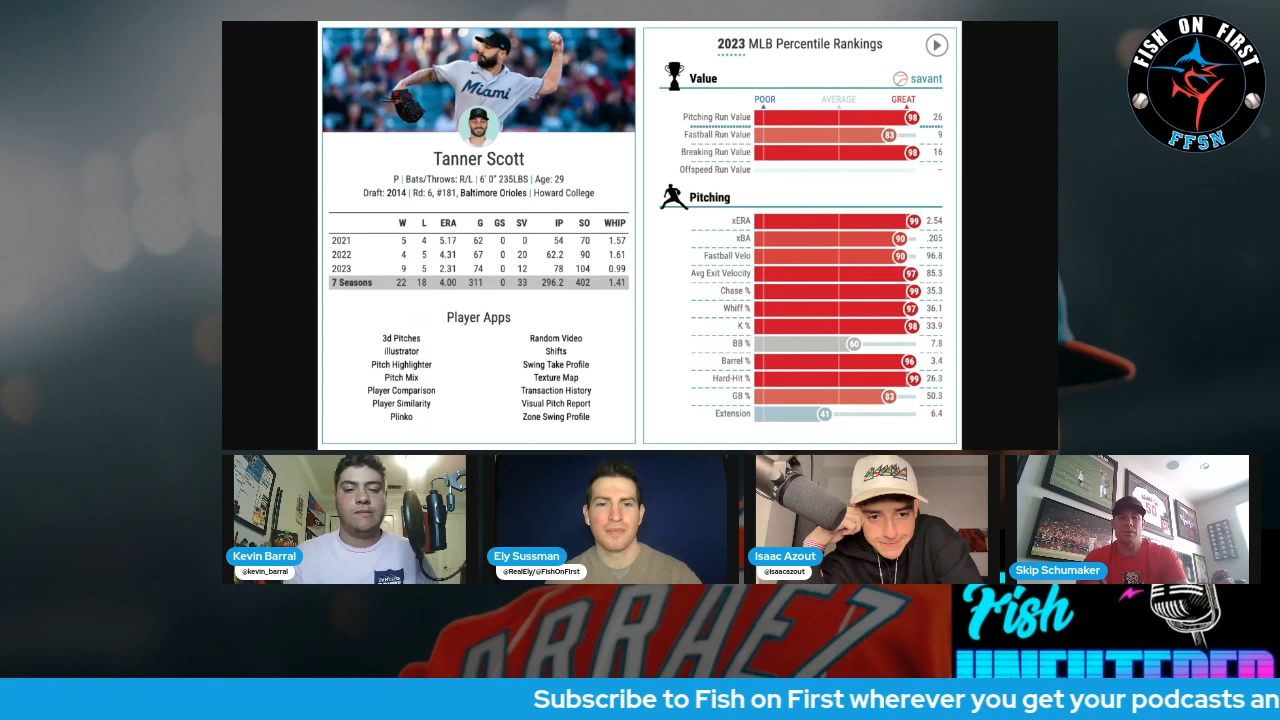 FISH ON FIRST
FFSN
Miami
Tanner Scott
P | Bats/Throws: R/L | 6' 0" 235LBS | Age: 29
Draft: 2014 | Rd: 6, #181, Baltimore Orioles | Howard College
W L ERA G GS SV IP SO WHIP
2021 5 4 5.17 62 0 0 54 70 1.57
2022 4 5 4.31 67 0 20 62.2 90 1.61
2023 9 5 2.31 74 0 12 78 104 0.99
7 Seasons 22 18 4.00 311 0 33 296.2 402 1.41
Player Apps
3d Pitches Random Video
illustrator Shifts
Pitch Highlighter Swing Take Profile
Pitch Mix Texture Map
Player Comparison Transaction History
Player Similarity Visual Pitch Report
Plinko Zone Swing Profile
2023 MLB Percentile Rankings
Value
savant
POOR AVERAGE GREAT
Pitching Run Value 98 26
Fastball Run Value 83 9
Breaking Run Value 98 16
Offspeed Run Value --
Pitching
xERA 99 2.54
xBA 90 .205
Fastball Velo 90 96.8
Avg Exit Velocity 97 85.3
Chase % 99 35.3
Whiff % 97 36.1
K % 98 33.9
BB % 60 7.8
Barrel % 96 3.4
Hard-Hit % 99 26.3
GB % 83 50.3
Extension 41 6.4
Kevin Barral
@kevin_barral
Ely Sussman
@RealEly/@FishOnFirst
Isaac Azout
@isaacazout
Skip Schumaker
ARRAEZ
Fish
UNFILTERED
Subscribe to Fish on First wherever you get your podcasts an